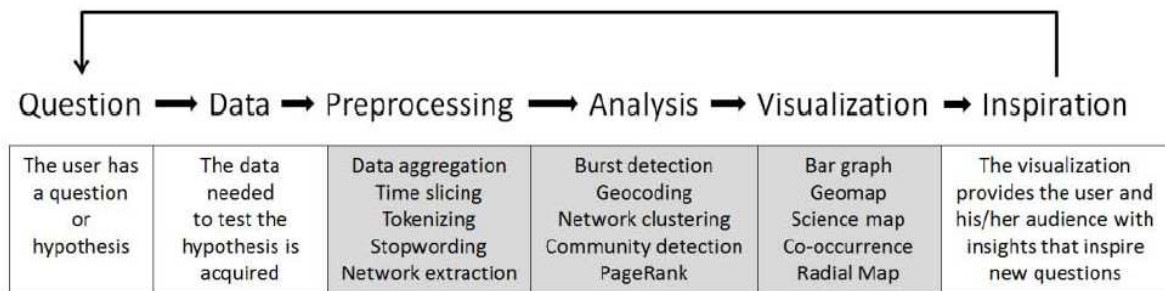 Question Data Preprocessing Analysis Visualization Inspiration
The user has
a question
or
hypothesis
The data
needed
to test the
hypothesis is
acquired
Data aggregation
Time slicing
Tokenizing
Stopwording
Network extraction
Burst detection
Geocoding
Network clustering
Community detection
PageRank
Bar graph
Geomap
Science map
Co-occurrence
Radial Map
The visualization
provides the user and
his/her audience with
insights that inspire
new questions